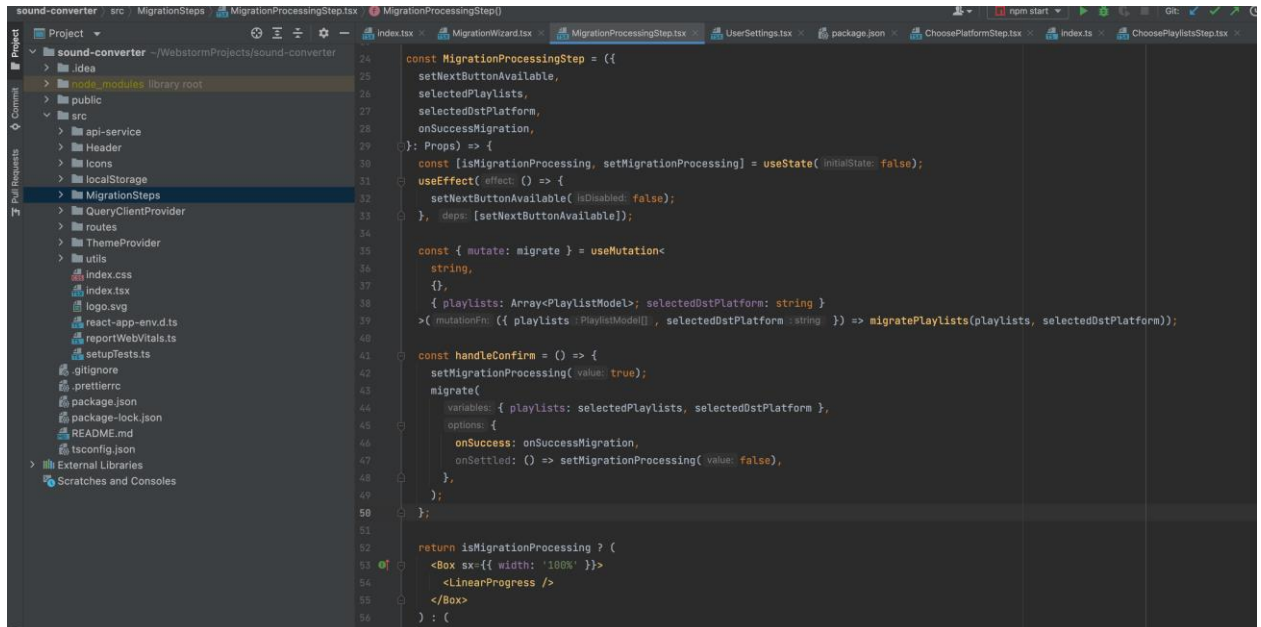 sound-converter › src › MigrationSteps › MigrationProcessingStep.tsx › MigrationProcessingStep()
npm start
Git:
Project
index.tsx
MigrationWizard.tsx
MigrationProcessingStep.tsx
UserSettings.tsx
package.json
ChoosePlatformStep.tsx
index.ts
ChoosePlaylistsStep.tsx
Project
Commit
Pull Requests
sound-converter ~/WebstormProjects/sound-converter
.idea
node_modules library root
public
src
api-service
Header
Icons
localStorage
MigrationSteps
QueryClientProvider
routes
ThemeProvider
utils
index.css
index.tsx
logo.svg
react-app-env.d.ts
reportWebVitals.ts
setupTests.ts
.gitignore
.prettierrc
package.json
package-lock.json
README.md
tsconfig.json
External Libraries
Scratches and Consoles
24 const MigrationProcessingStep = ({
25 setNextButtonAvailable,
26 selectedPlaylists,
27 selectedDstPlatform,
28 onSuccessMigration,
29 }: Props) => {
30 const [isMigrationProcessing, setMigrationProcessing] = useState( initialState: false);
31 useEffect( effect: () => {
32 setNextButtonAvailable( isDisabled: false);
33 }, deps: [setNextButtonAvailable]);
34
35 const { mutate: migrate } = useMutation<
36 string,
37 {},
38 { playlists: Array<PlaylistModel>; selectedDstPlatform: string }
39 >( mutationFn: ({ playlists : PlaylistModel[] , selectedDstPlatform : string }) => migratePlaylists(playlists, selectedDstPlatform));
40
41 const handleConfirm = () => {
42 setMigrationProcessing( value: true);
43 migrate(
44 variables: { playlists: selectedPlaylists, selectedDstPlatform },
45 options: {
46 onSuccess: onSuccessMigration,
47 onSettled: () => setMigrationProcessing( value: false),
48 },
49 );
50 };
51
52 return isMigrationProcessing ? (
53 <Box sx={{ width: '100%' }}>
54 <LinearProgress />
55 </Box>
56 ) : (